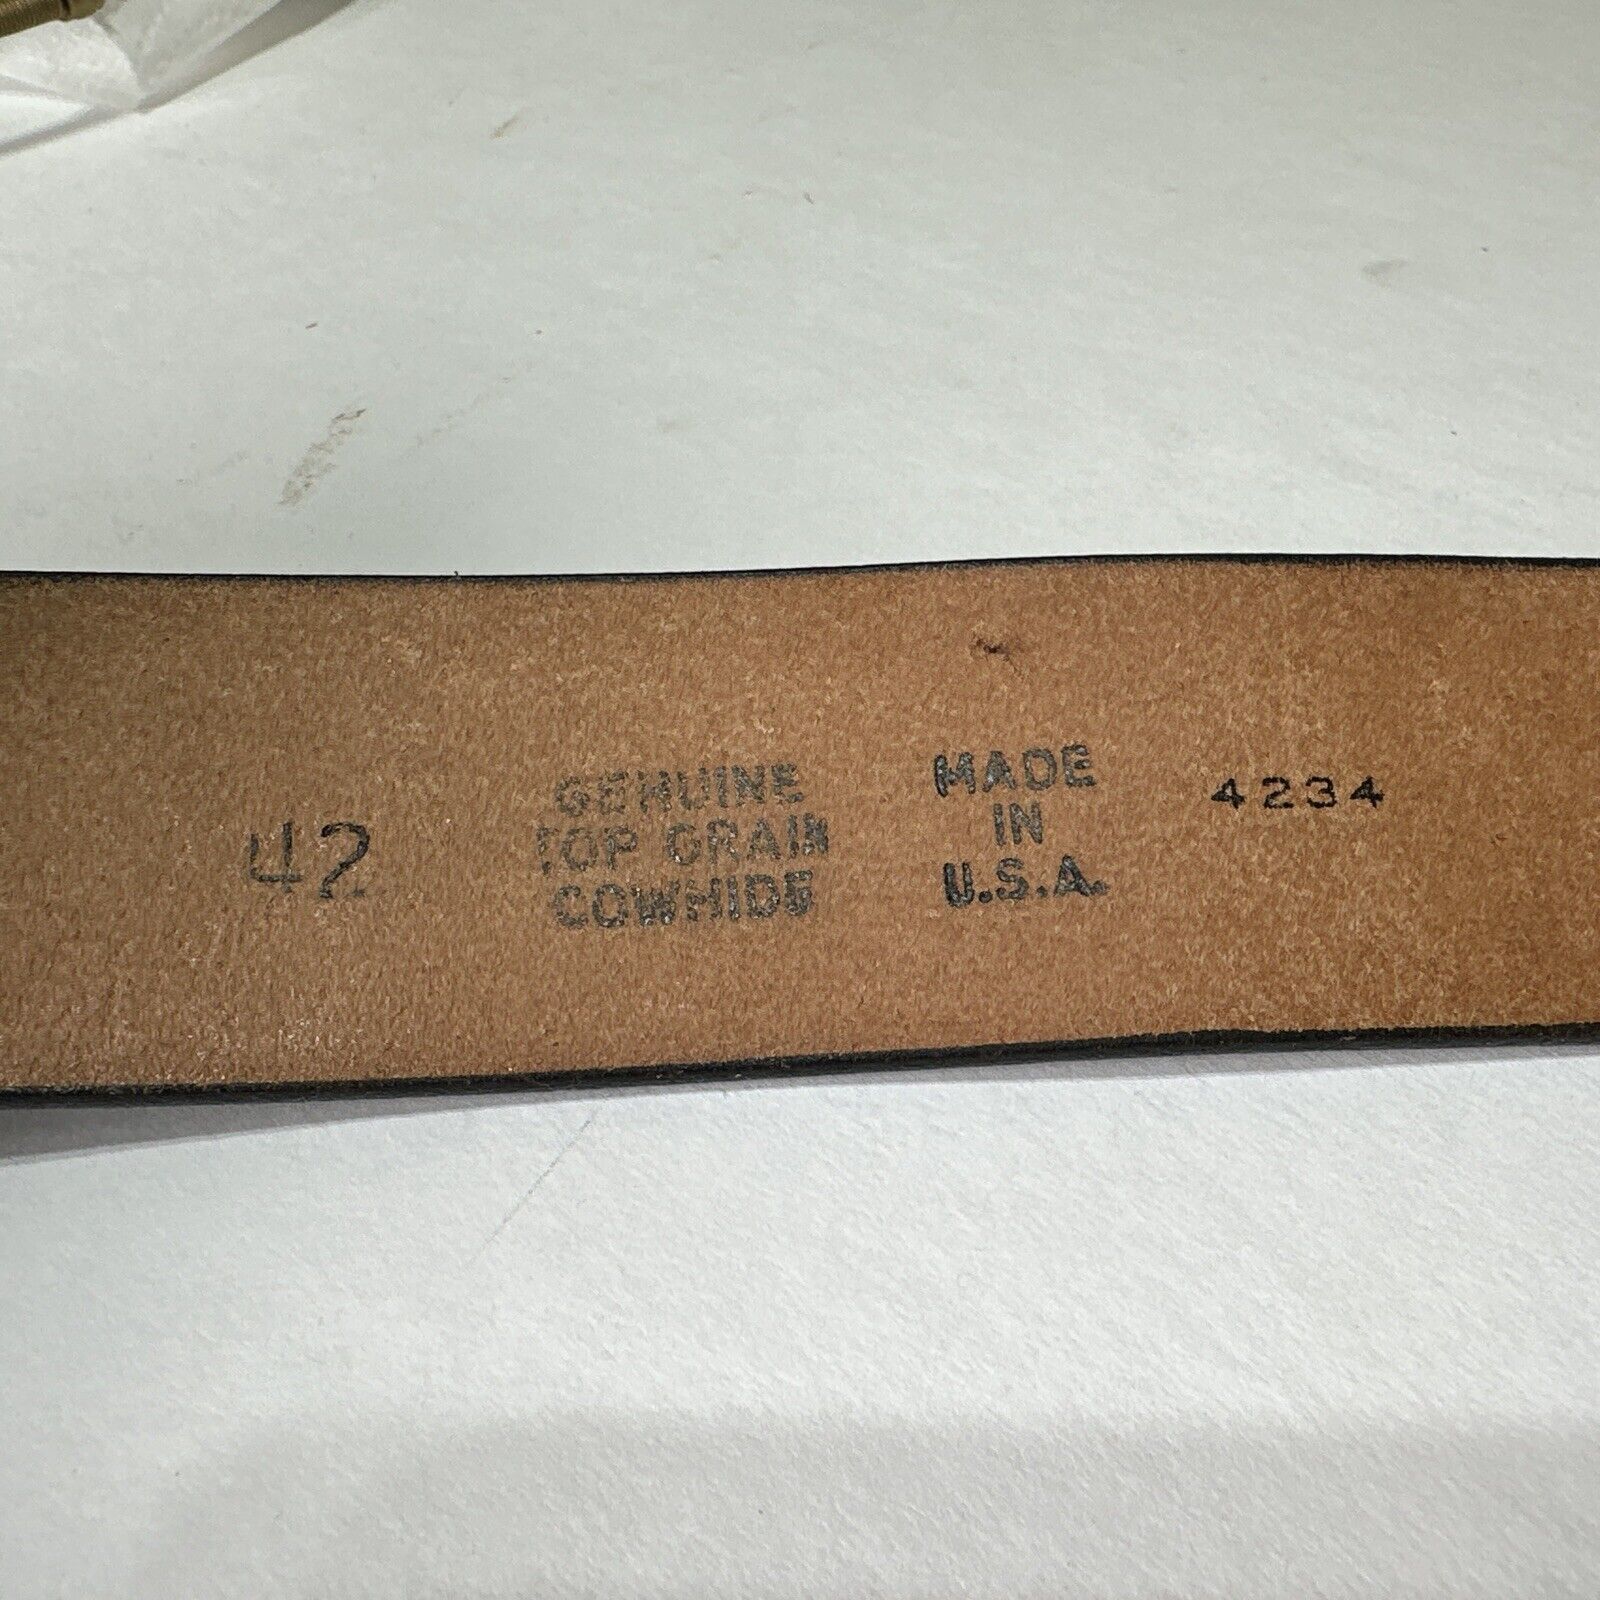 42
GENUINE
TOP GRAIN
COWHIDE
MADE
IN
U.S.A.
4234